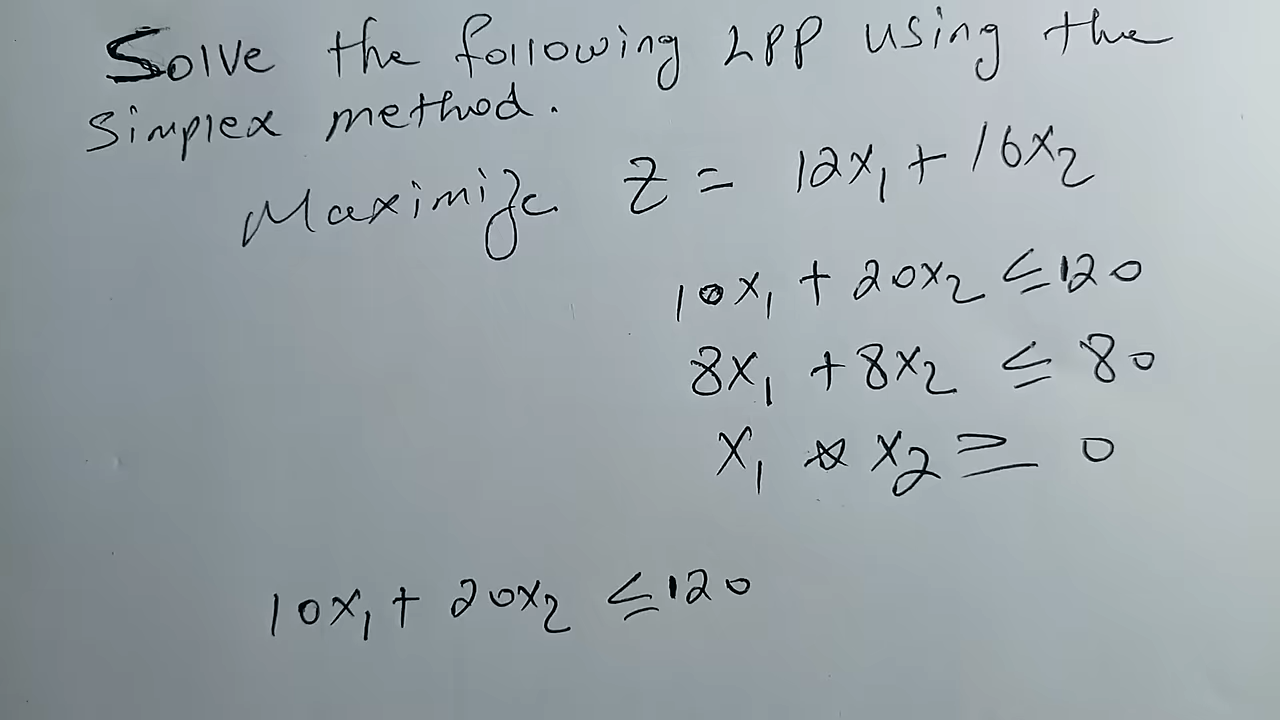 Solve the following LPP using the
simplex method.
Maximize Z = 12x₁ + 16x₂
10x₁ + 20x₂ ≤ 120
8x₁ + 8x₂ ≤ 80
x₁ & x₂ ≥ 0
10x₁ + 20x₂ ≤ 120